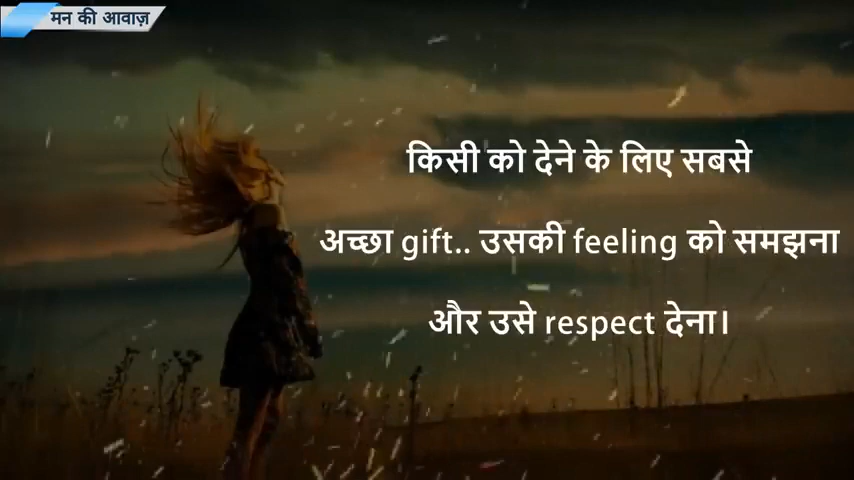 मन की आवाज़
किसी को देने के लिए सबसे
अच्छा gift.. उसकी feeling को समझना
और उसे respect देना।